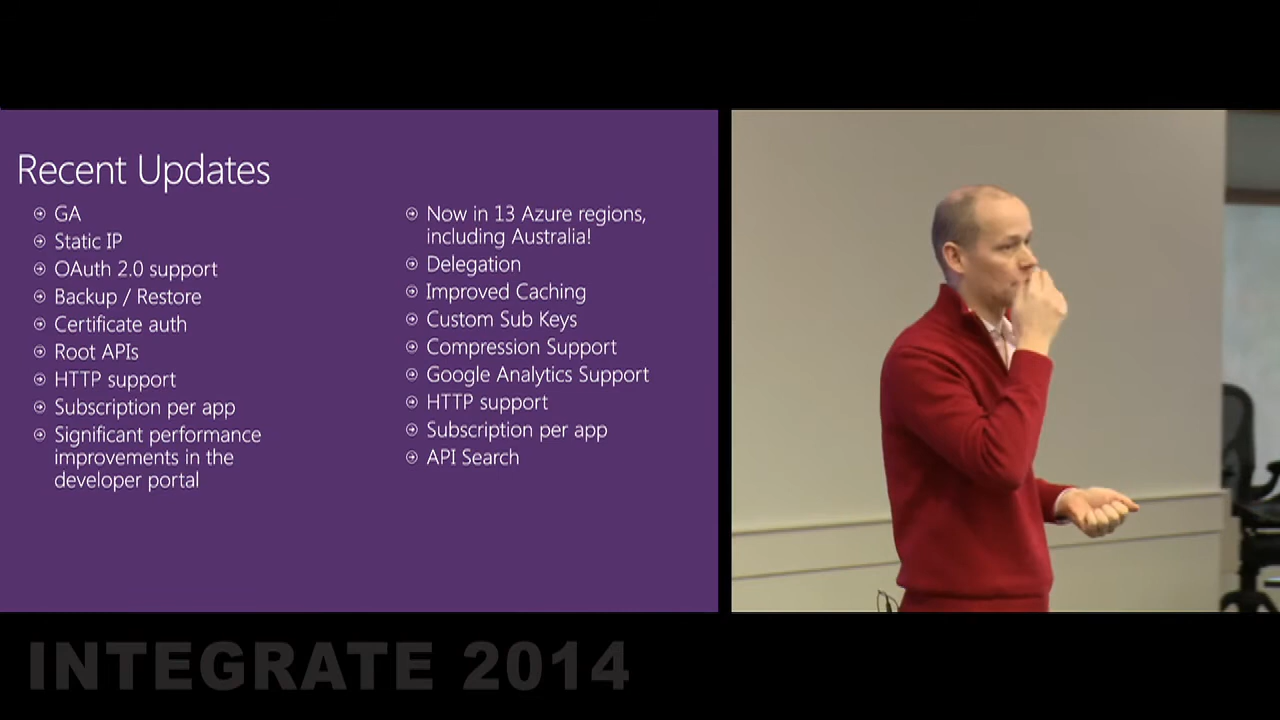 Recent Updates
GA
Static IP
OAuth 2.0 support
Backup / Restore
Certificate auth
Root APIs
HTTP support
Subscription per app
Significant performance
improvements in the
developer portal
Now in 13 Azure regions,
including Australia!
Delegation
Improved Caching
Custom Sub Keys
Compression Support
Google Analytics Support
HTTP support
Subscription per app
API Search
INTEGRATE 2014